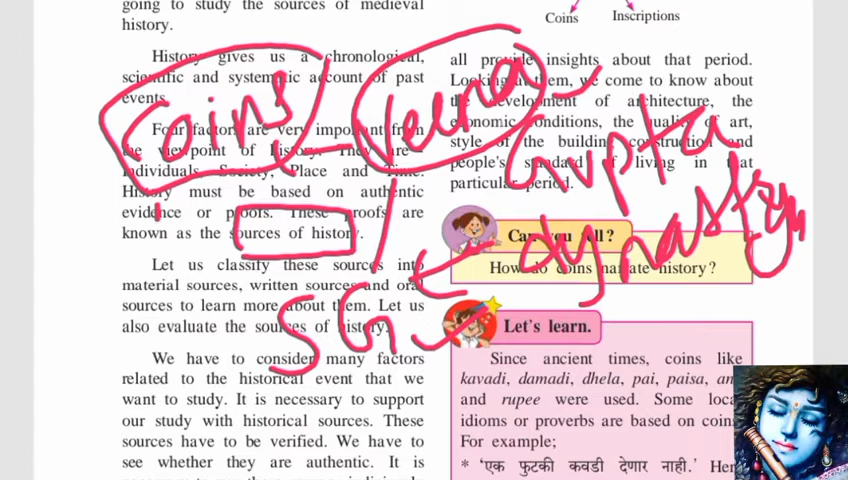 going to study the sources of medieval
history.
History gives us a chronological,
scientific and systematic account of past
events.
Four factors are very important from
the viewpoint of history. They are –
Individuals, Society, Place and Time.
History must be based on authentic
evidence or proofs. These proofs are
known as the sources of history.
Let us classify these sources into
material sources, written sources and oral
sources to learn more about them. Let us
also evaluate the sources of history.
We have to consider many factors
related to the historical event that we
want to study. It is necessary to support
our study with historical sources. These
sources have to be verified. We have to
see whether they are authentic. It is
Coins Inscriptions
all provide insights about that period.
Looking at them, we come to know about
the development of architecture, the
economic conditions, the quality of art,
style of the building construction and
people's standard of living in that
particular period.
Can you tell?
How do coins narrate history?
Let's learn.
Since ancient times, coins like
kavadi, damadi, dhela, pai, paisa,
and rupee were used. Some
idioms or proverbs are based on
For example;
* 'एक फुटकी कवडी देणार नाही.'
Coins
Veena
Gupta
dynasty
SG